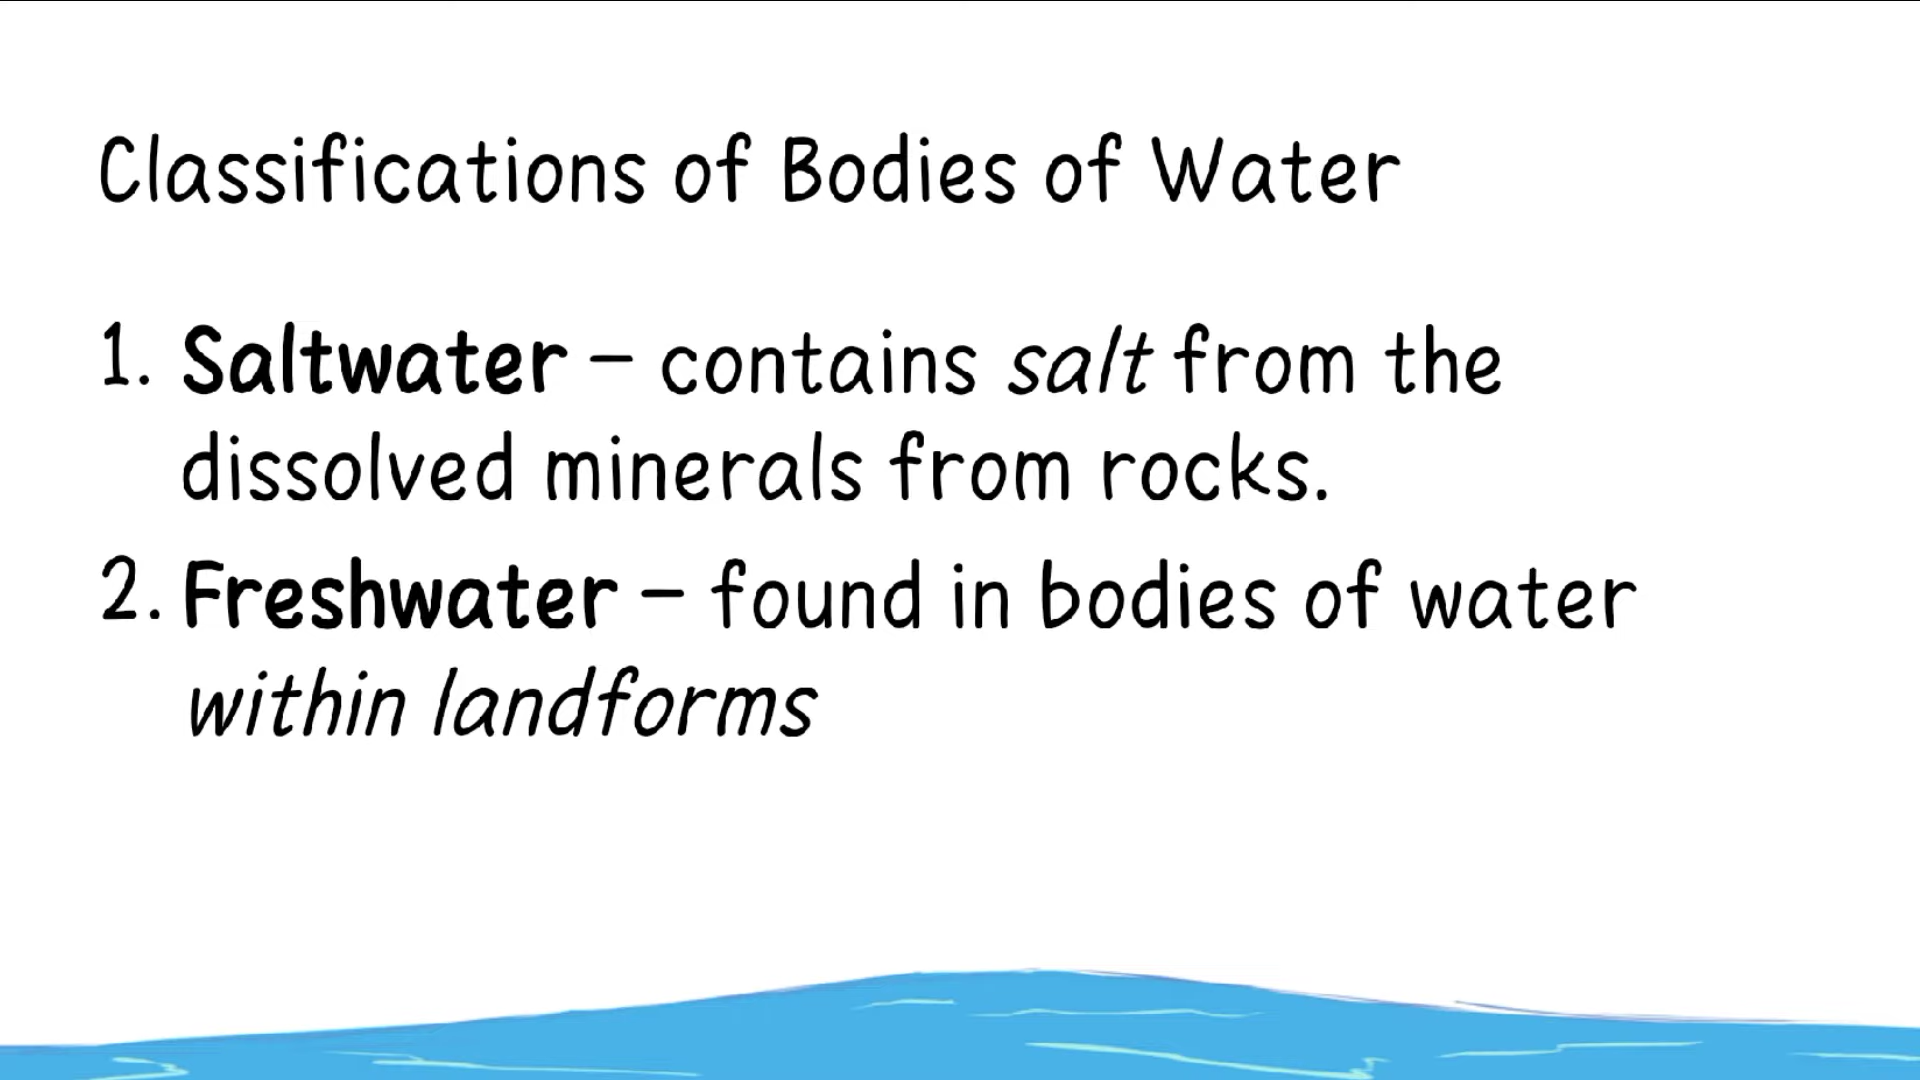 Classifications of Bodies of Water
1. Saltwater – contains salt from the
dissolved minerals from rocks.
2. Freshwater – found in bodies of water
within landforms